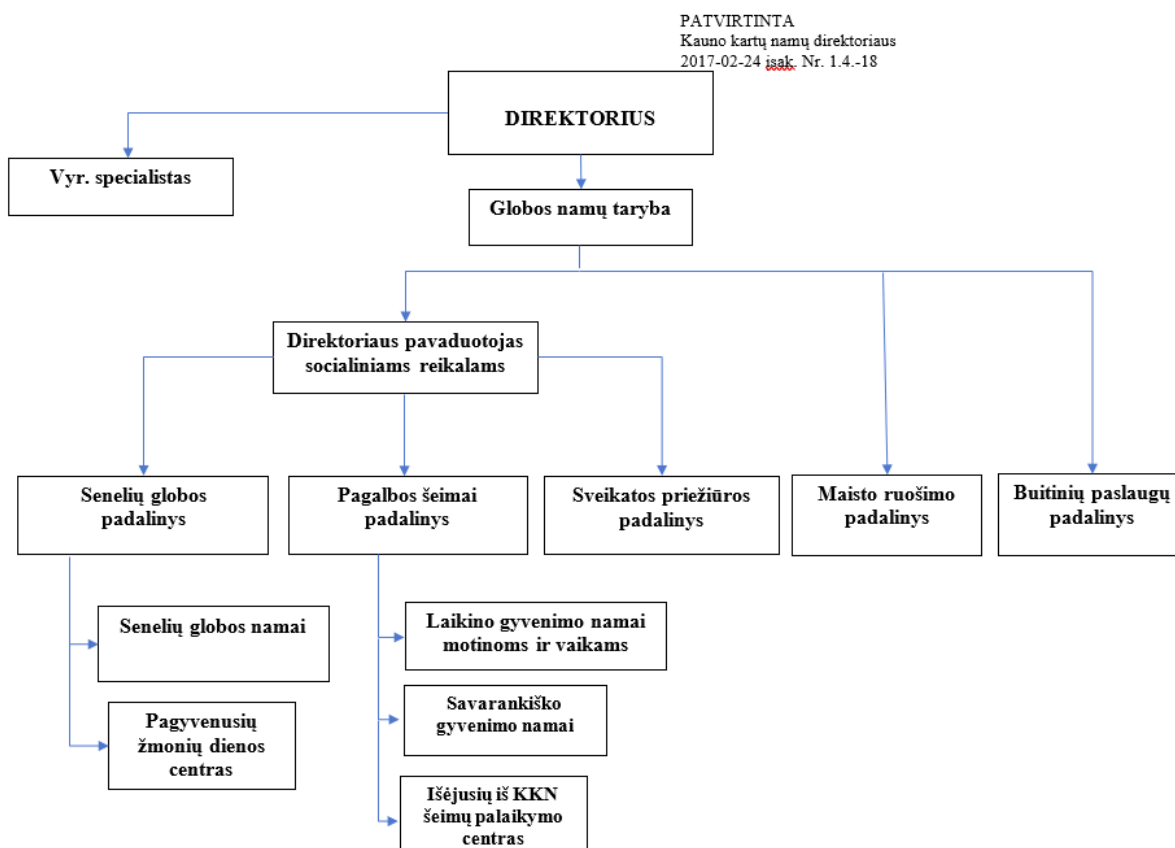 PATVIRTINTA
Kauno kartų namų direktoriaus
2017-02-24 įsak. Nr. 1.4.-18
DIREKTORIUS
Vyr. specialistas
Globos namų taryba
Direktoriaus pavaduotojas
socialiniams reikalams
Senelių globos
padalinys
Pagalbos šeimai
padalinys
Sveikatos priežiūros
padalinys
Maisto ruošimo
padalinys
Buitinių paslaugų
padalinys
Senelių globos namai
Pagyvenusių
žmonių dienos
centras
Laikino gyvenimo namai
motinoms ir vaikams
Savarankiško
gyvenimo namai
Išėjusių iš KKN
šeimų palaikymo
centras